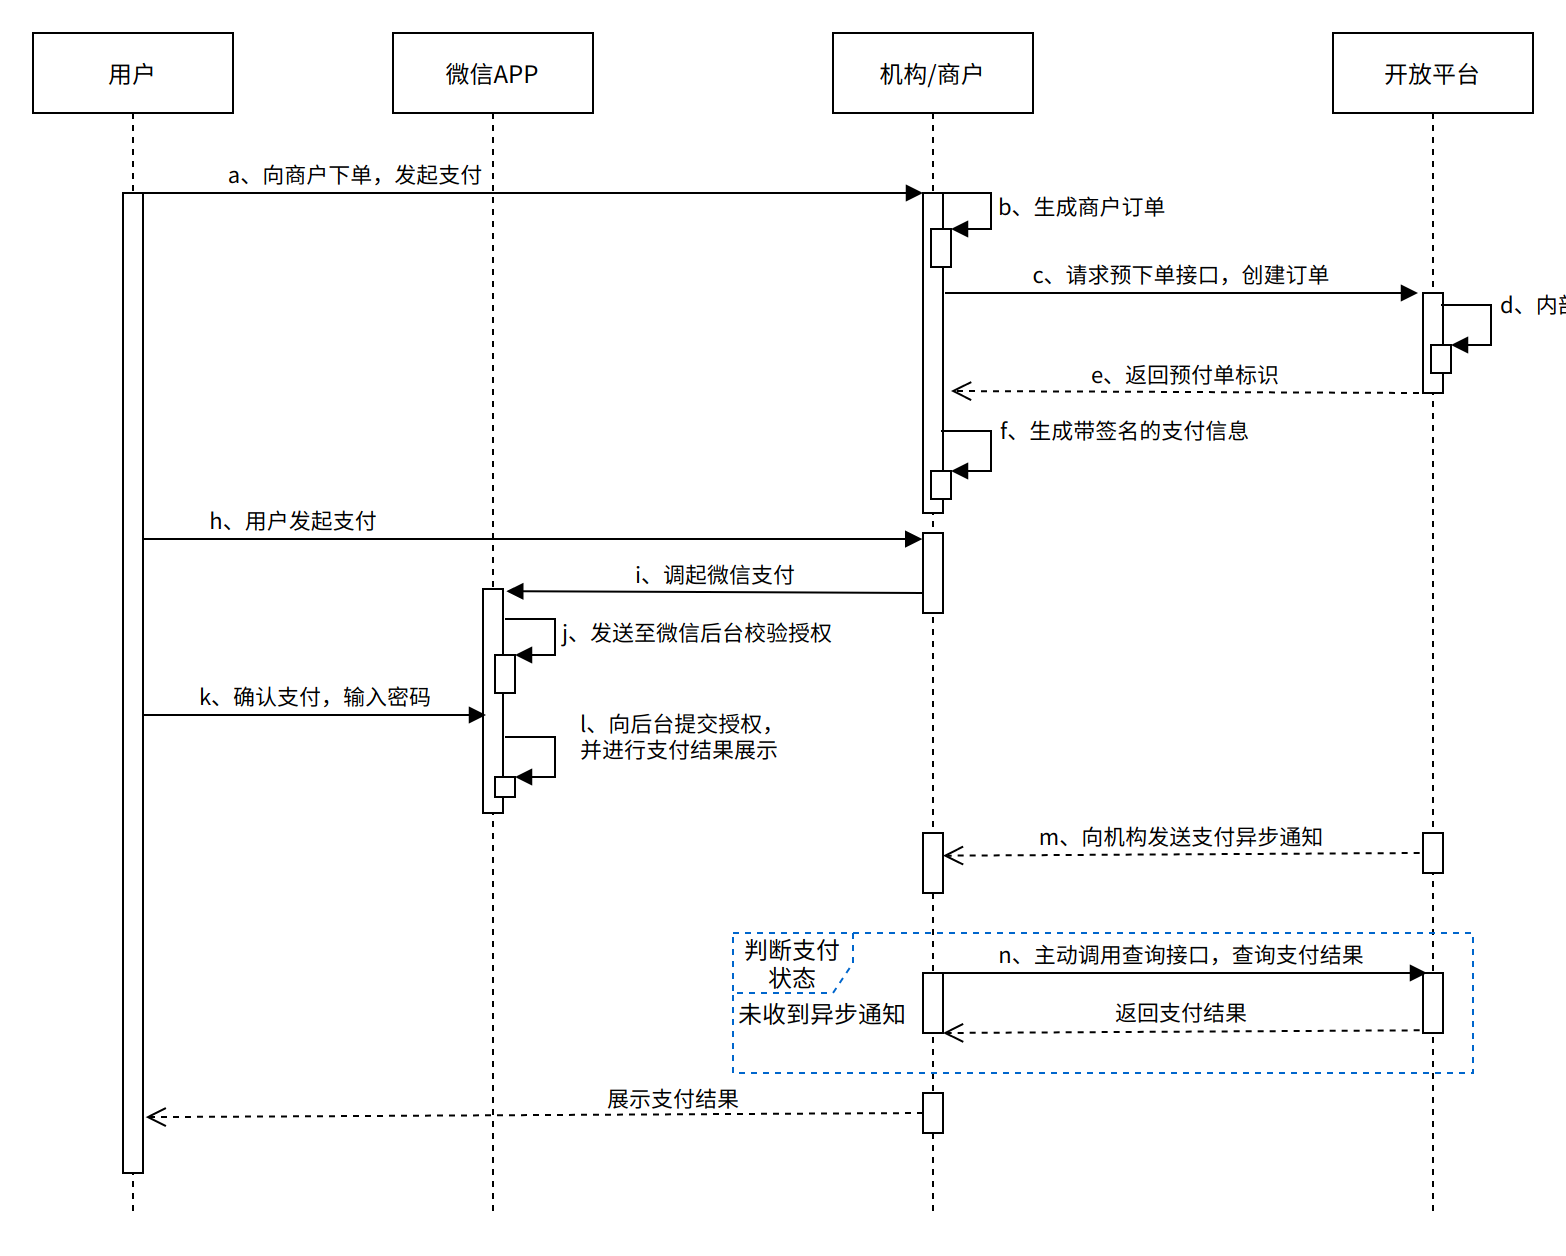 用户
微信APP
机构/商户
开放平台
a、向商户下单，发起支付
b、生成商户订单
c、请求预下单接口，创建订单
d、内
e、返回预付单标识
f、生成带签名的支付信息
h、用户发起支付
i、调起微信支付
j、发送至微信后台校验授权
k、确认支付，输入密码
l、向后台提交授权，
并进行支付结果展示
m、向机构发送支付异步通知
判断支付
状态
n、主动调用查询接口，查询支付结果
未收到异步通知
返回支付结果
展示支付结果